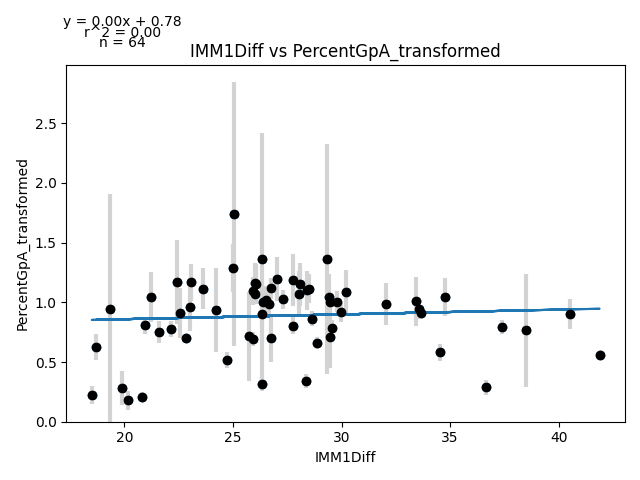 y = 0.00x + 0.78
r^2 = 0.00
n = 64
IMM1Diff vs PercentGpA_transformed
PercentGpA_transformed
2.5
2.0
1.5
1.0
0.5
0.0
20 25 30 35 40
IMM1Diff